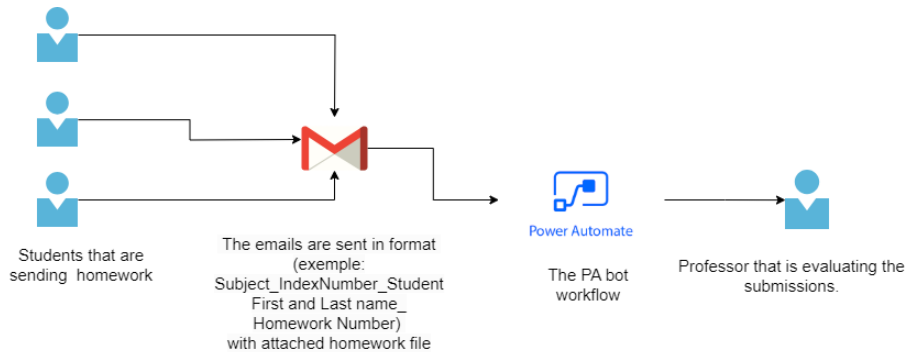 Students that are
sending homework
The emails are sent in format
(exemple:
Subject_IndexNumber_Student
First and Last name_
Homework Number)
with attached homework file
Power Automate
The PA bot
workflow
Professor that is evaluating the
submissions.